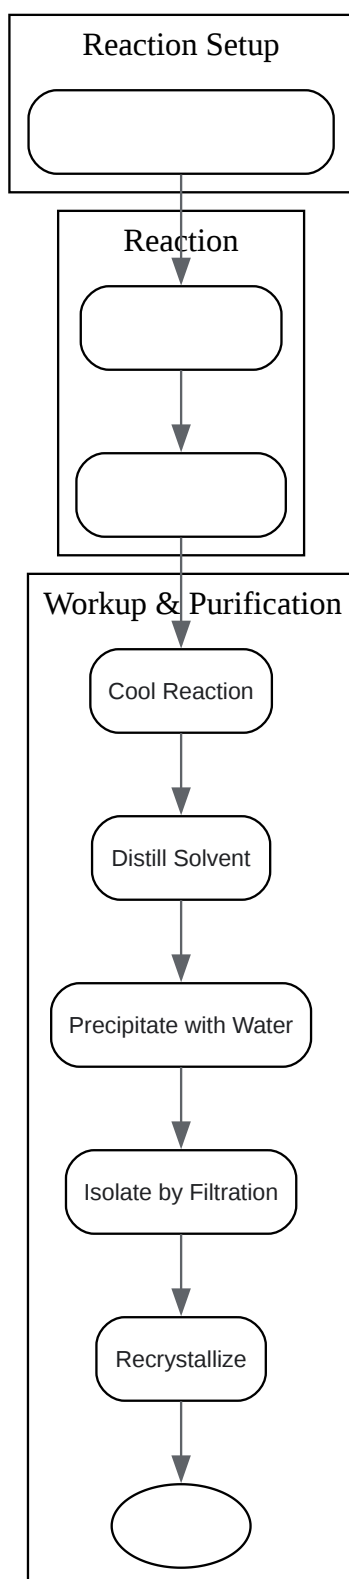 Reaction Setup
Reaction
Workup & Purification
Cool Reaction
Distill Solvent
Precipitate with Water
Isolate by Filtration
Recrystallize